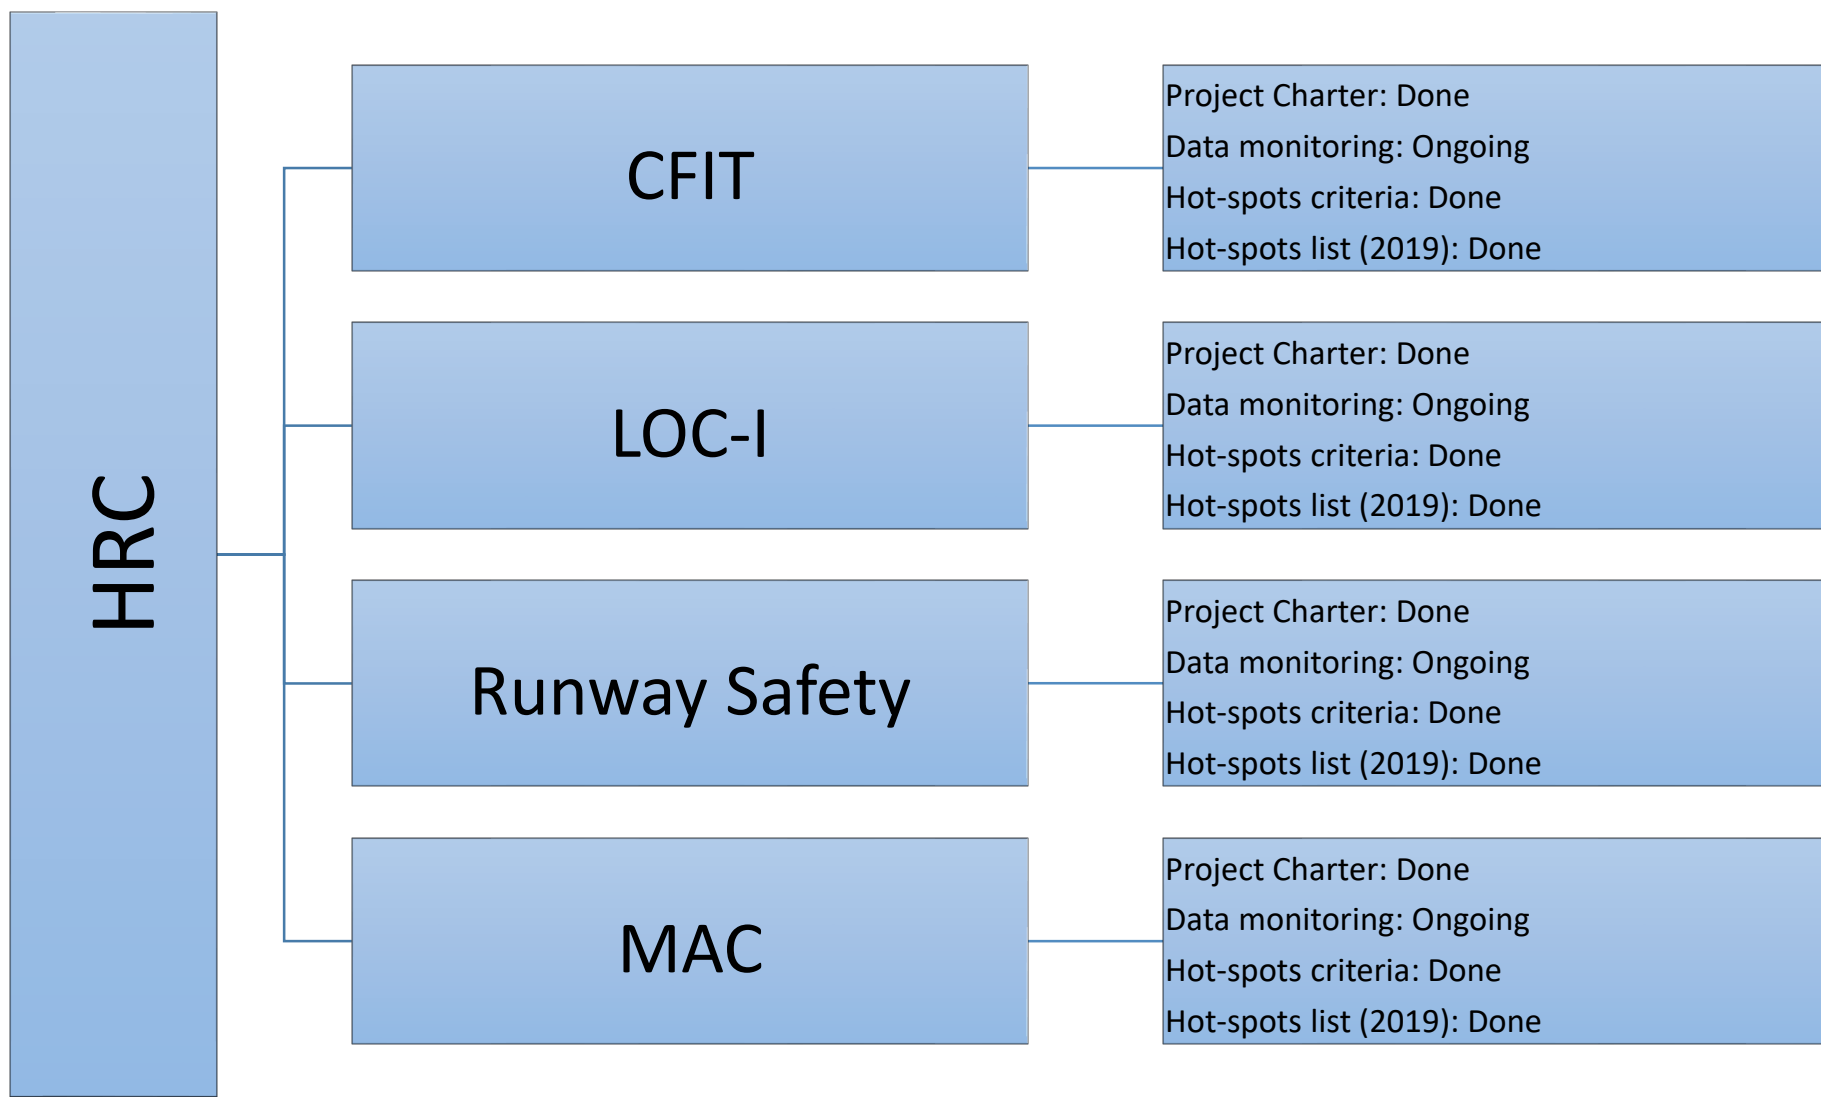 HRC
CFIT
Project Charter: Done
Data monitoring: Ongoing
Hot-spots criteria: Done
Hot-spots list (2019): Done
LOC-I
Project Charter: Done
Data monitoring: Ongoing
Hot-spots criteria: Done
Hot-spots list (2019): Done
Runway Safety
Project Charter: Done
Data monitoring: Ongoing
Hot-spots criteria: Done
Hot-spots list (2019): Done
MAC
Project Charter: Done
Data monitoring: Ongoing
Hot-spots criteria: Done
Hot-spots list (2019): Done